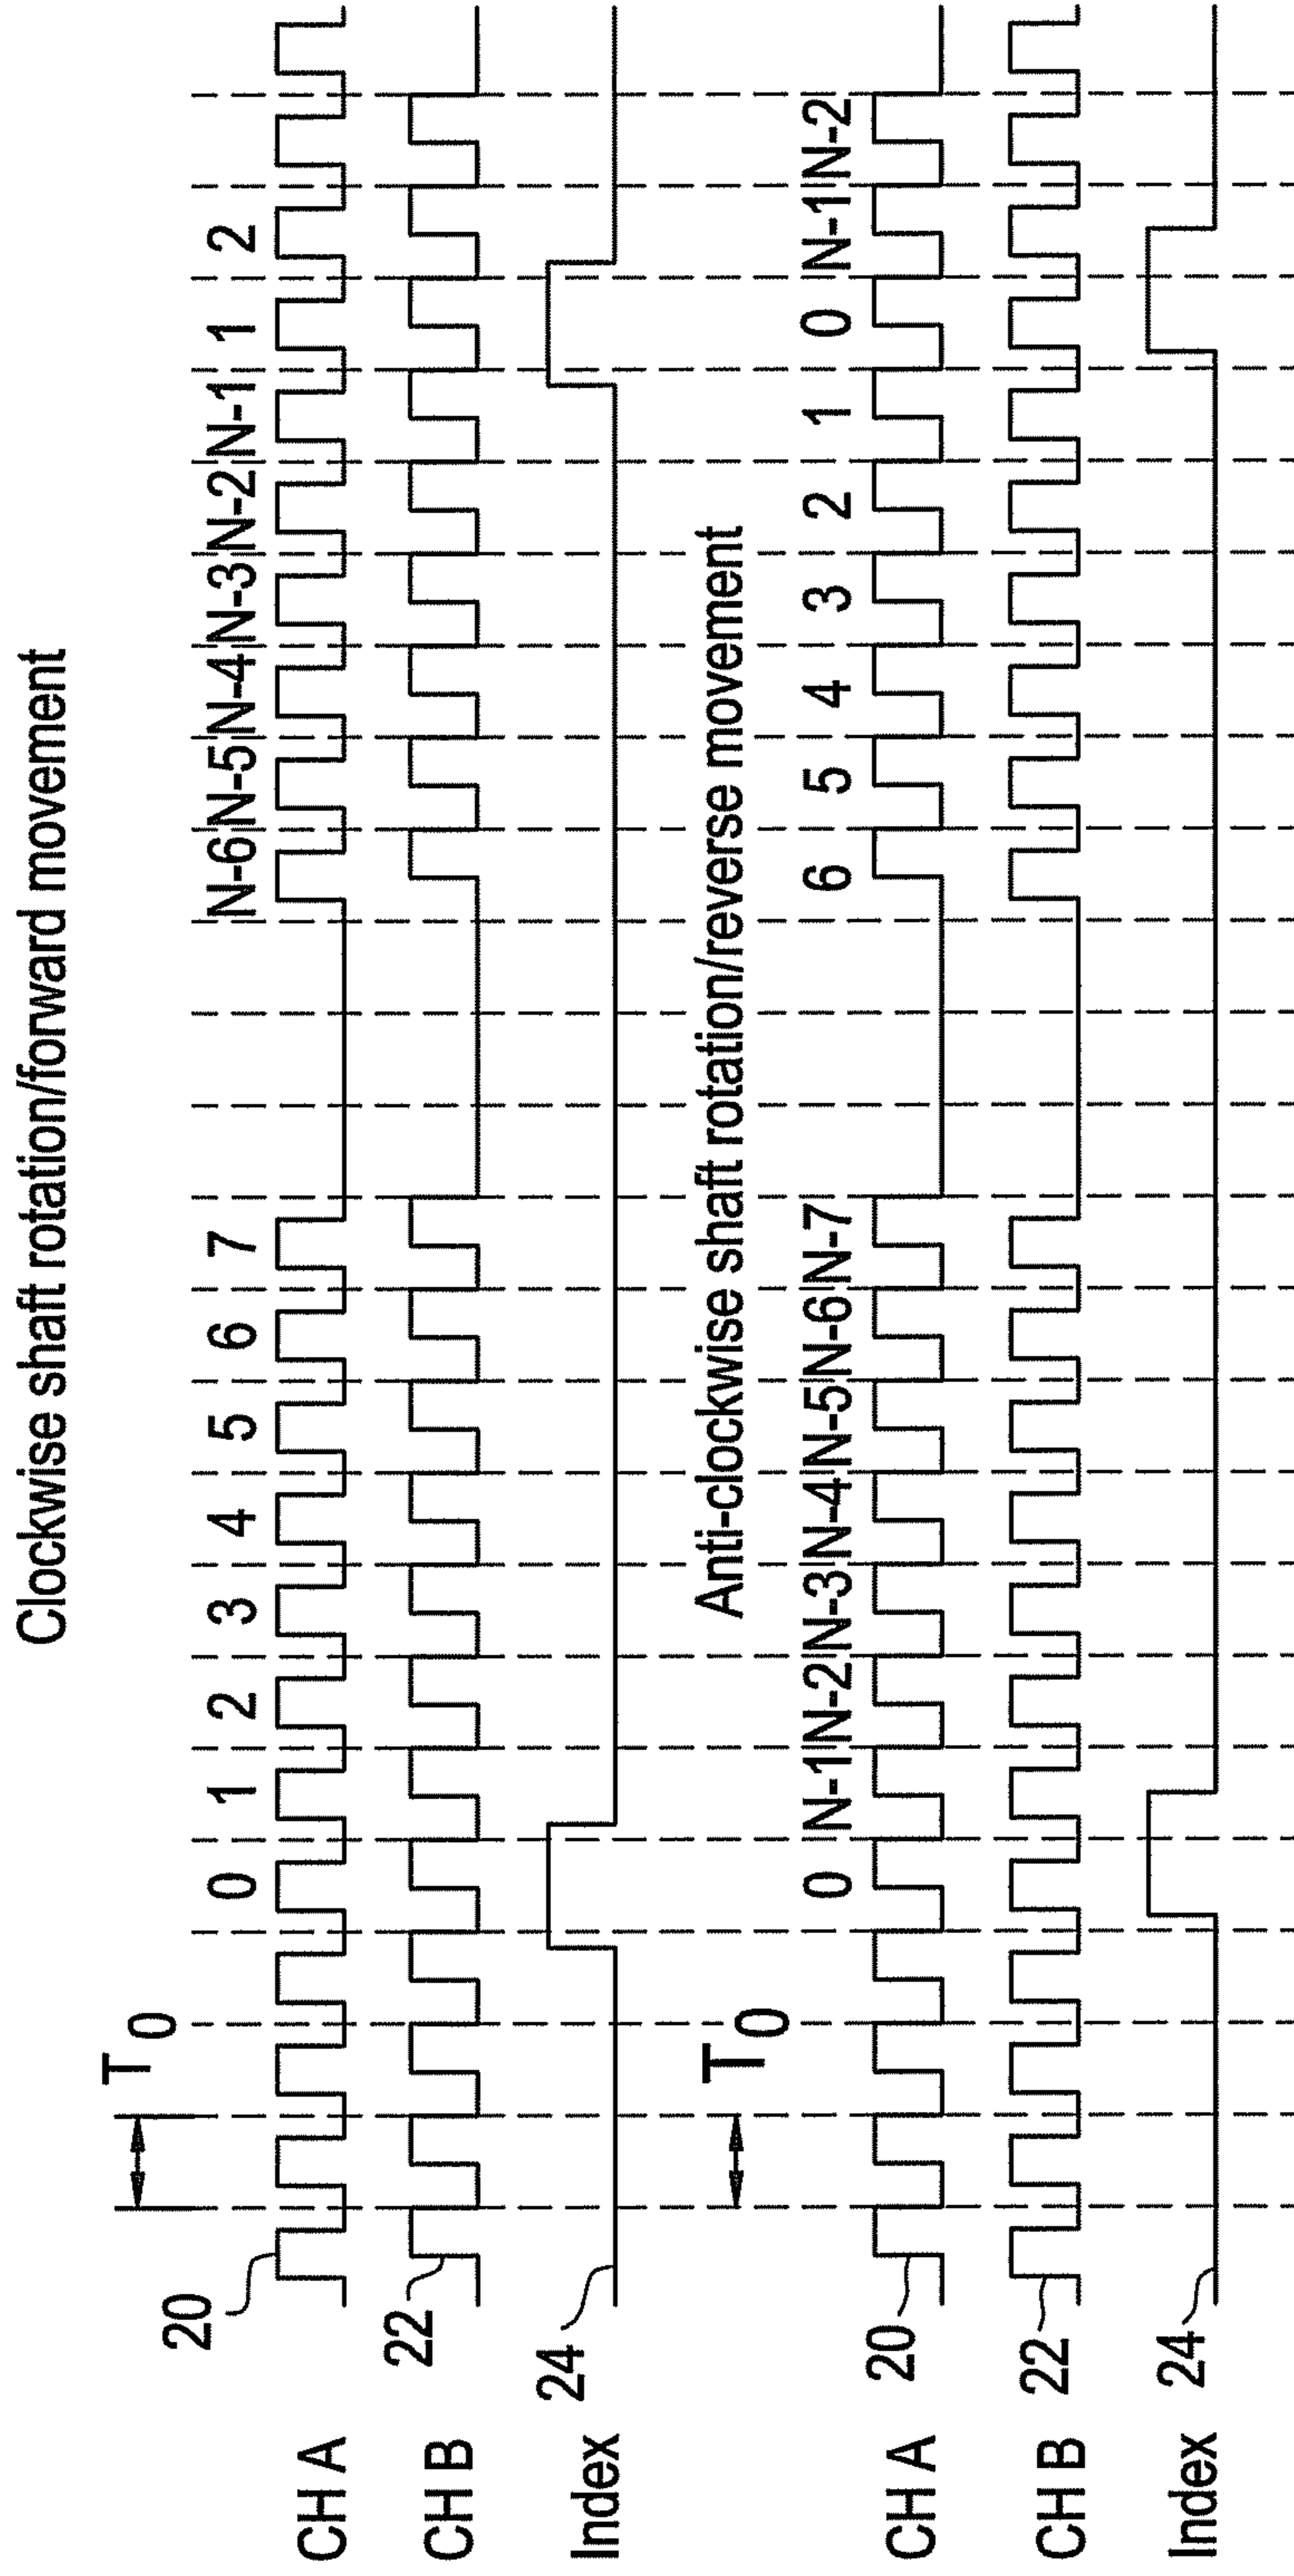 Clockwise shaft rotation/forward movement
T0
0 1 2 3 4 5 6 7 N-6 N-5 N-4 N-3 N-2 N-1 1 2
20
CH A
22
CH B
24
Index
Anti-clockwise shaft rotation/reverse movement
T0
0 N-1 N-2 N-3 N-4 N-5 N-6 N-7 6 5 4 3 2 1 0 N-1 N-2
20
CH A
22
CH B
24
Index